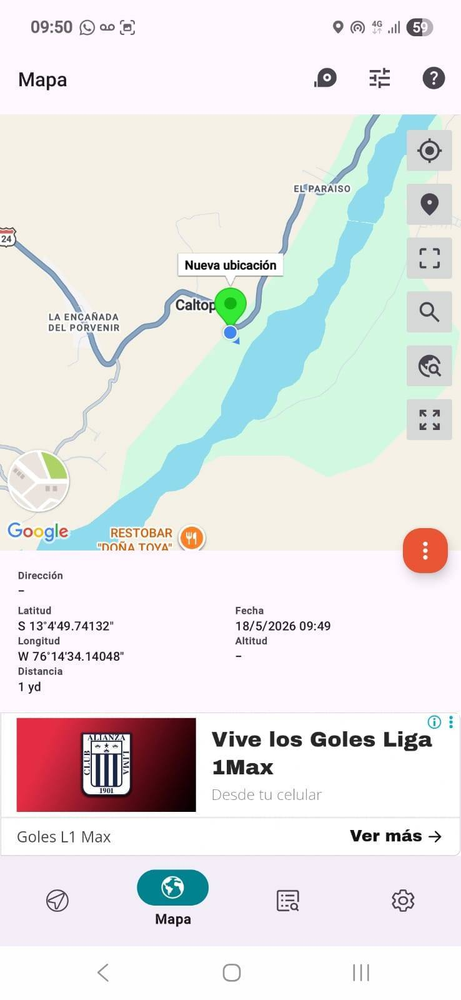 09:50
4G
59
Mapa
EL PARAISO
24
Nueva ubicación
Caltop
LA ENCAÑADA
DEL PORVENIR
Google
RESTOBAR
"DOÑA TOYA"
Dirección
–
Latitud
S 13°4'49.74132"
Fecha
18/5/2026 09:49
Longitud
W 76°14'34.14048"
Altitud
–
Distancia
1 yd
ALIANZA
CLUB
LIMA
1901
Vive los Goles Liga
1Max
Desde tu celular
Goles L1 Max
Ver más →
Mapa